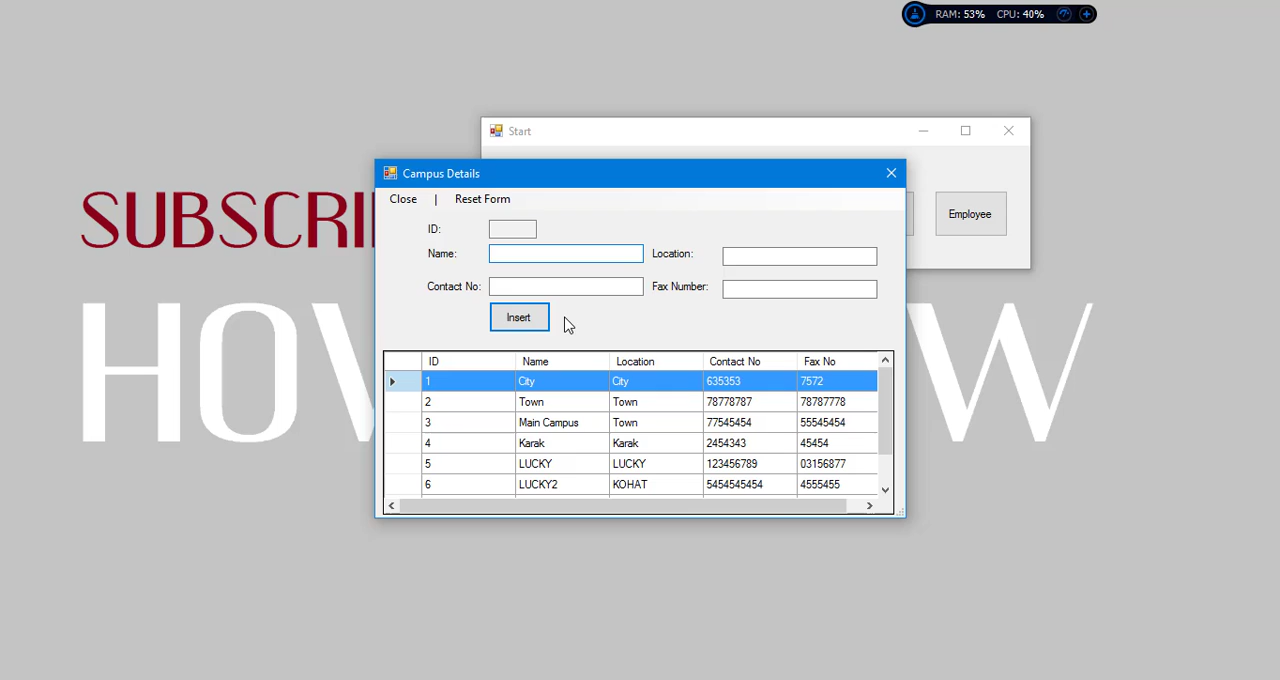 RAM: 53% CPU: 40%
Start
Campus Details
Close | Reset Form
Employee
ID:
Name:
Location:
Contact No:
Fax Number:
Insert
ID Name Location Contact No Fax No
1 City City 635353 7572
2 Town Town 78778787 78787778
3 Main Campus Town 77545454 55545454
4 Karak Karak 2454343 45454
5 LUCKY LUCKY 123456789 03156877
6 LUCKY2 KOHAT 5454545454 4555455